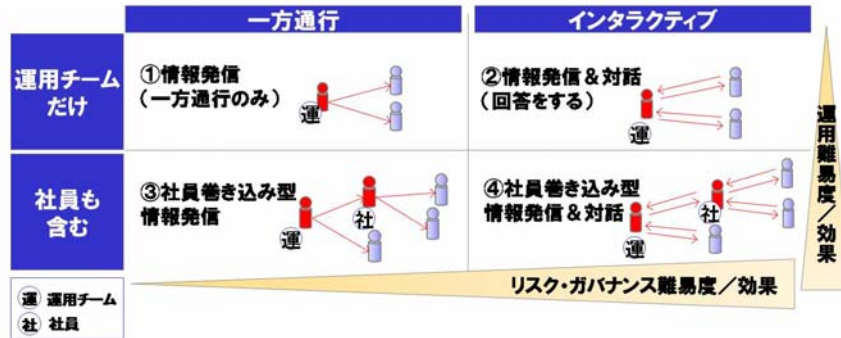 一方通行
インタラクティブ
運用チーム
だけ
①情報発信
(一方通行のみ)
運
②情報発信&対話
(回答をする)
運
社員も
含む
③社員巻き込み型
情報発信
運
社
④社員巻き込み型
情報発信&対話
運
社
運用難易度/効果
リスク・ガバナンス難易度/効果
運 運用チーム
社 社員